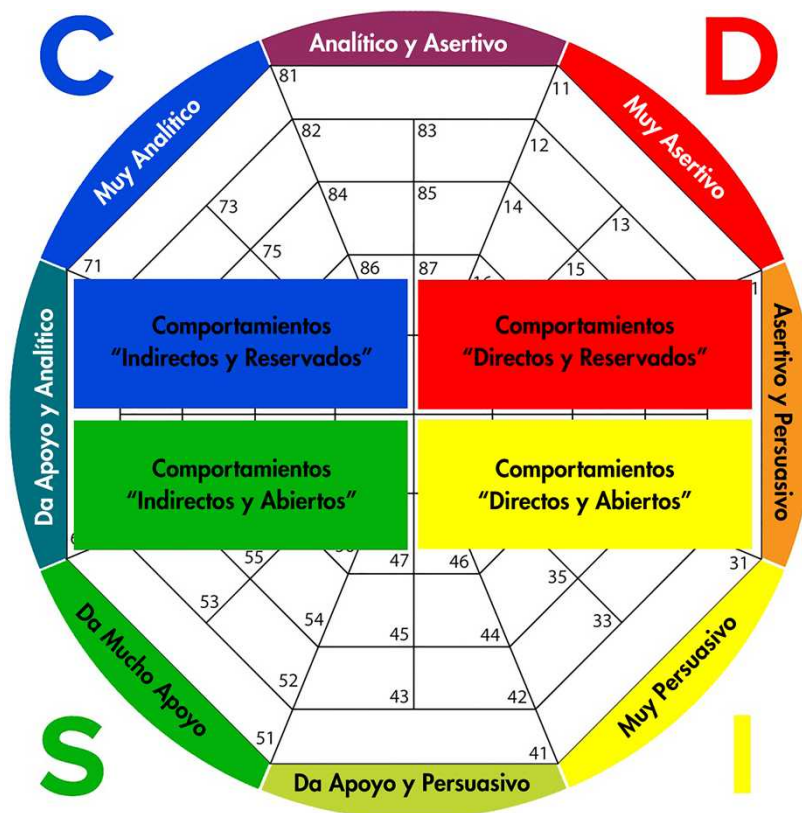 C
Analítico y Asertivo
D
Muy Analítico
Muy Asertivo
81
11
82
83
12
73
84
85
14
13
75
15
71
86
87
Comportamientos
“Indirectos y Reservados”
Comportamientos
“Directos y Reservados”
Da Apoyo y Analítico
Asertivo y Persuasivo
Comportamientos
“Indirectos y Abiertos”
Comportamientos
“Directos y Abiertos”
55
47
46
35
31
53
54
45
44
33
52
43
42
51
41
Da Mucho Apoyo
Muy Persuasivo
S
Da Apoyo y Persuasivo
I